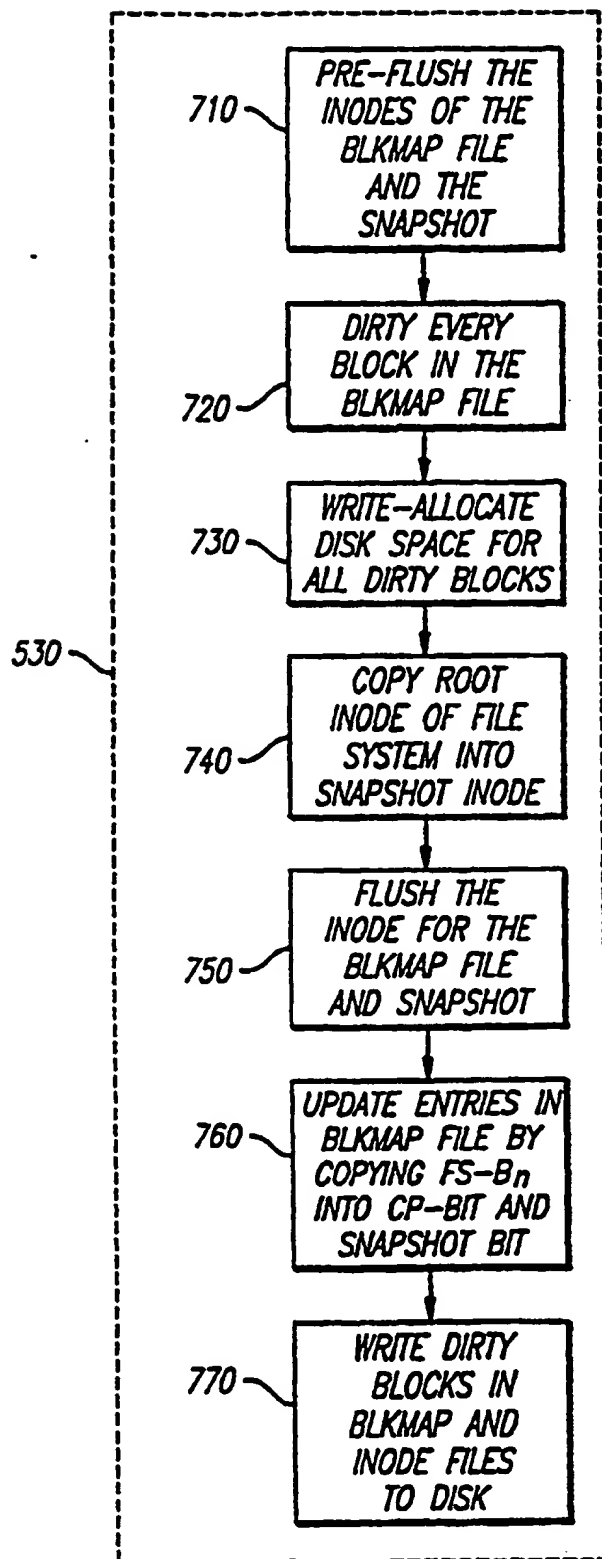 710
PRE-FLUSH THE
INODES OF THE
BLKMAP FILE
AND THE
SNAPSHOT
720
DIRTY EVERY
BLOCK IN THE
BLKMAP FILE
730
WRITE-ALLOCATE
DISK SPACE FOR
ALL DIRTY BLOCKS
530
740
COPY ROOT
INODE OF FILE
SYSTEM INTO
SNAPSHOT INODE
750
FLUSH THE
INODE FOR THE
BLKMAP FILE
AND SNAPSHOT
760
UPDATE ENTRIES IN
BLKMAP FILE BY
COPYING FS-Bn
INTO CP-BIT AND
SNAPSHOT BIT
770
WRITE DIRTY
BLOCKS IN
BLKMAP AND
INODE FILES
TO DISK